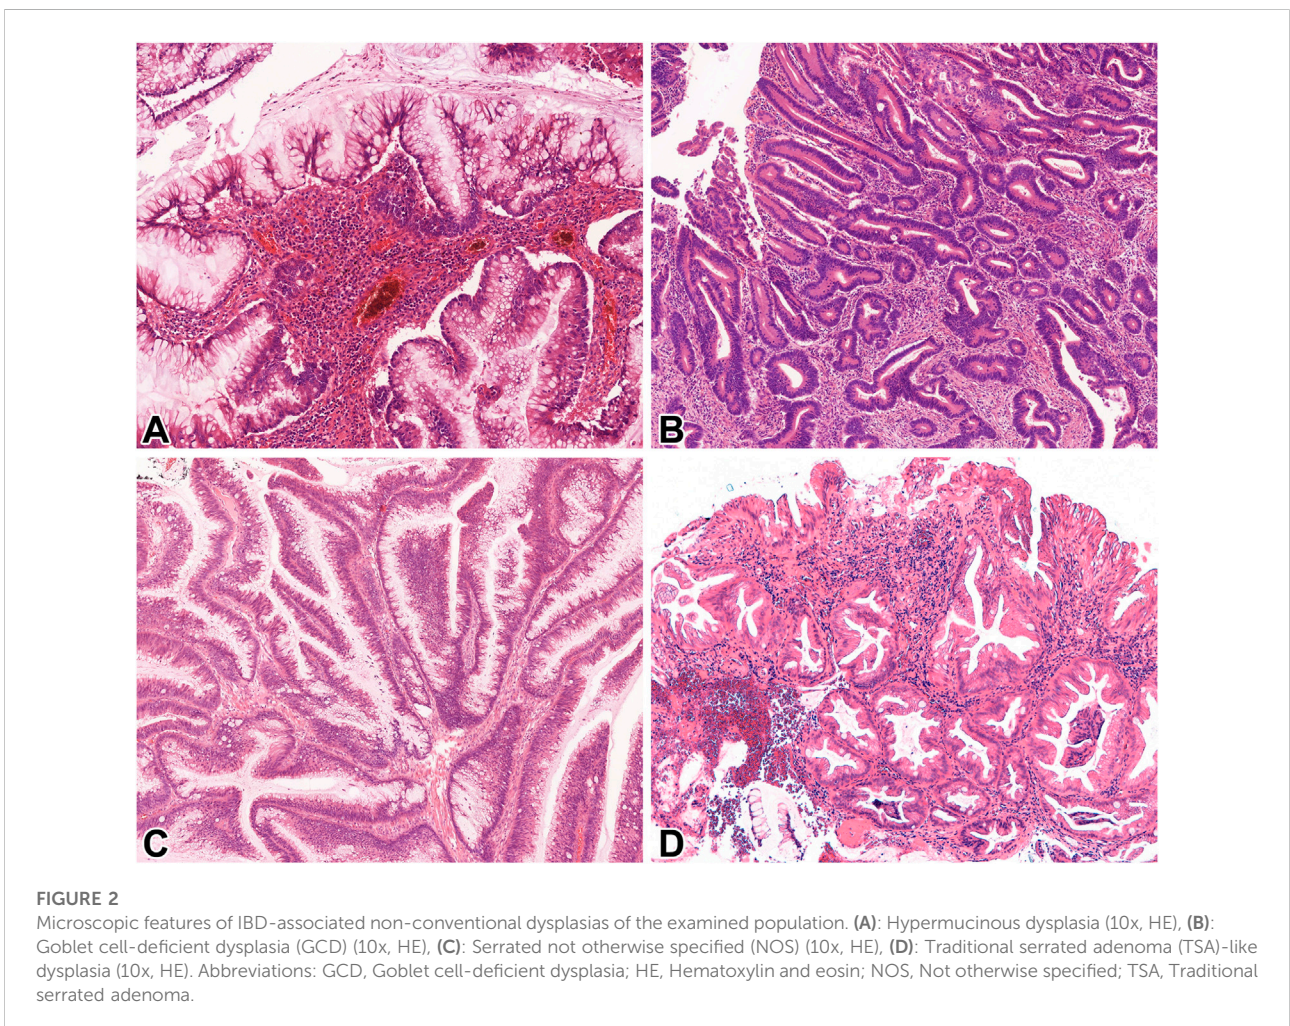 A
B
C
D
FIGURE 2
Microscopic features of IBD-associated non-conventional dysplasias of the examined population. (A): Hypermucinous dysplasia (10x, HE), (B):
Goblet cell-deficient dysplasia (GCD) (10x, HE), (C): Serrated not otherwise specified (NOS) (10x, HE), (D): Traditional serrated adenoma (TSA)-like
dysplasia (10x, HE). Abbreviations: GCD, Goblet cell-deficient dysplasia; HE, Hematoxylin and eosin; NOS, Not otherwise specified; TSA, Traditional
serrated adenoma.